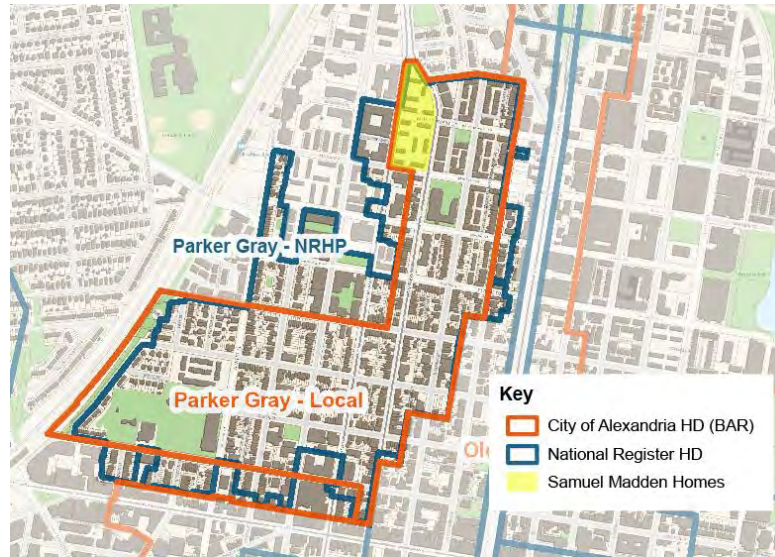 Parker Gray - NRHP
Parker Gray - Local
Key
City of Alexandria HD (BAR)
National Register HD
Samuel Madden Homes